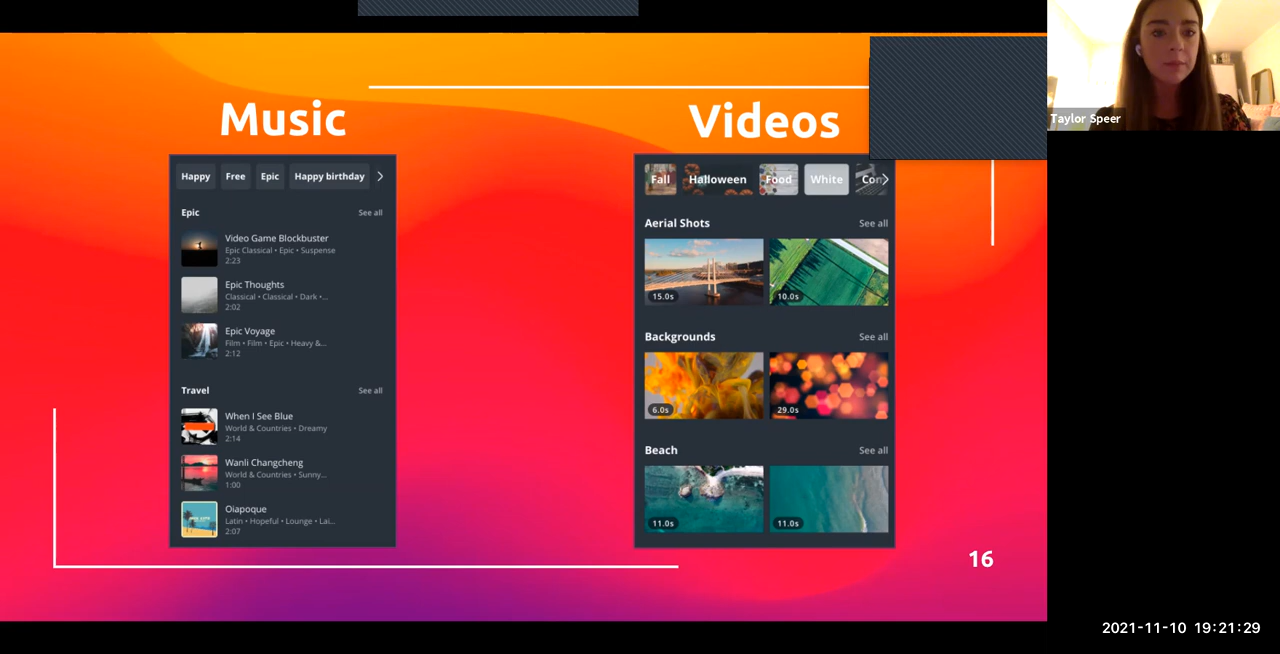 Music
Happy Free Epic Happy birthday
Epic See all
Video Game Blockbuster
Epic Classical • Epic • Suspense
2:23
Epic Thoughts
Classical • Classical • Dark •...
2:02
Epic Voyage
Film • Film • Epic • Heavy &...
2:12
Travel See all
When I See Blue
World & Countries • Dreamy
2:14
Wanli Changcheng
World & Countries • Sunny...
1:00
Oiapoque
Latin • Hopeful • Lounge • Lai...
2:07
Videos
Fall Halloween Food White Con
Aerial Shots See all
15.0s 10.0s
Backgrounds See all
6.0s 29.0s
Beach See all
11.0s 11.0s
16
Taylor Speer
2021-11-10 19:21:29